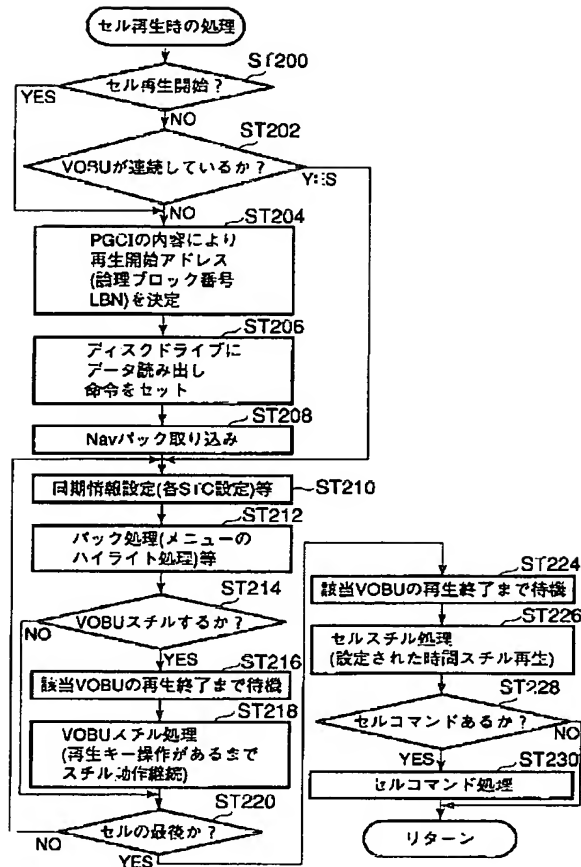 セル再生時の処理
ST200
セル再生開始?
YES
NO
ST202
VOBUが連続しているか?
YES
NO
ST204
PGCIの内容により
再生開始アドレス
(論理ブロック番号
LBN)を決定
ST206
ディスクドライブに
データ読み出し
命令をセット
ST208
Navパック取り込み
同期情報設定(各STC設定)等
ST210
ST212
パック処理(メニューの
ハイライト処理)等
ST214
VOBUスチルするか?
NO
YES
ST216
該当VOBUの再生終了まで待機
ST218
VOBUスチル処理
(再生キー操作があるまで
スチル動作継続)
ST220
セルの最後か?
NO
YES
ST224
該当VOBUの再生終了まで待機
ST226
セルスチル処理
(設定された時間スチル再生)
ST228
セルコマンドあるか?
NO
YES
ST230
セルコマンド処理
リターン